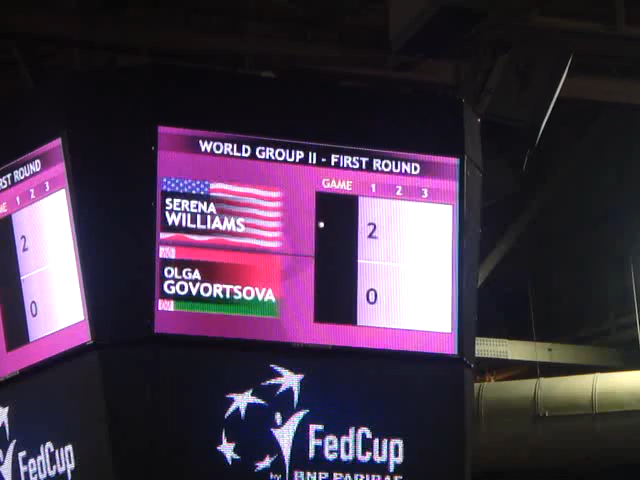 WORLD GROUP II - FIRST ROUND
GAME 1 2 3
SERENA
WILLIAMS
2
OLGA
GOVORTSOVA
0
FedCup
by BNP PARIBAS
RST ROUND
ME 1 2 3
2
0
FedCup